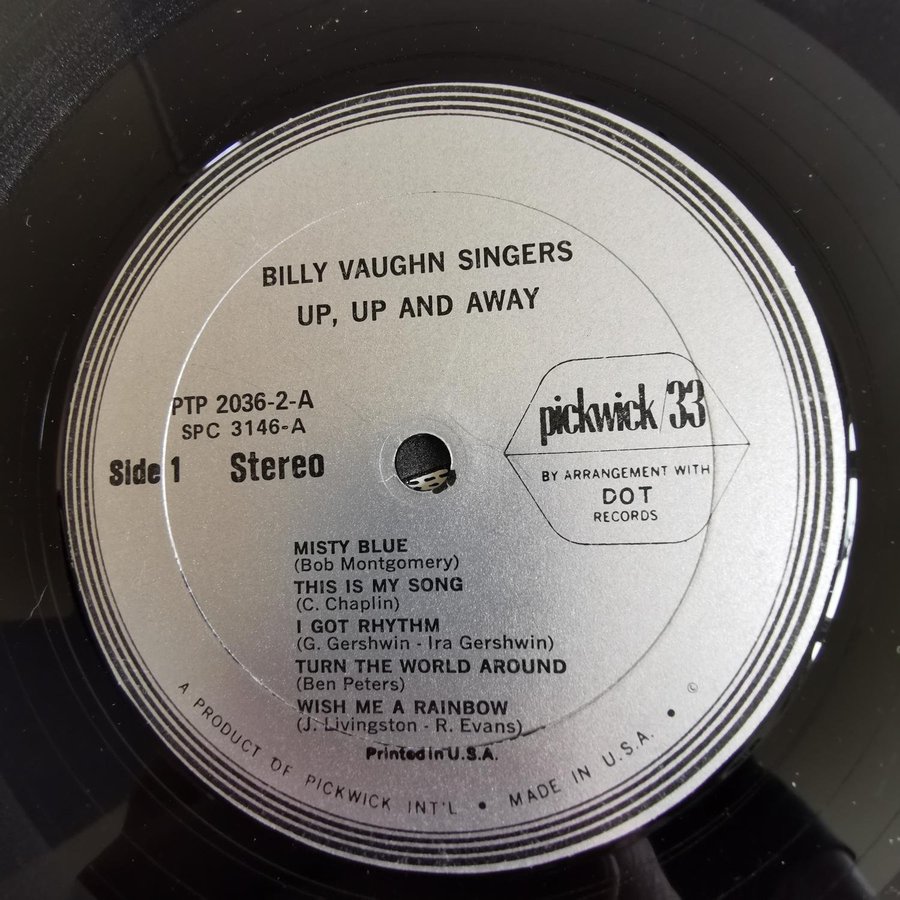 BILLY VAUGHN SINGERS
UP, UP AND AWAY
PTP 2036-2-A
SPC 3146-A
Side 1 Stereo
pickwick/33
BY ARRANGEMENT WITH
DOT
RECORDS
MISTY BLUE
(Bob Montgomery)
THIS IS MY SONG
(C. Chaplin)
I GOT RHYTHM
(G. Gershwin - Ira Gershwin)
TURN THE WORLD AROUND
(Ben Peters)
WISH ME A RAINBOW
(J. Livingston - R. Evans)
Printed in U.S.A.
A PRODUCT OF PICKWICK INT'L • MADE IN U.S.A. • ©